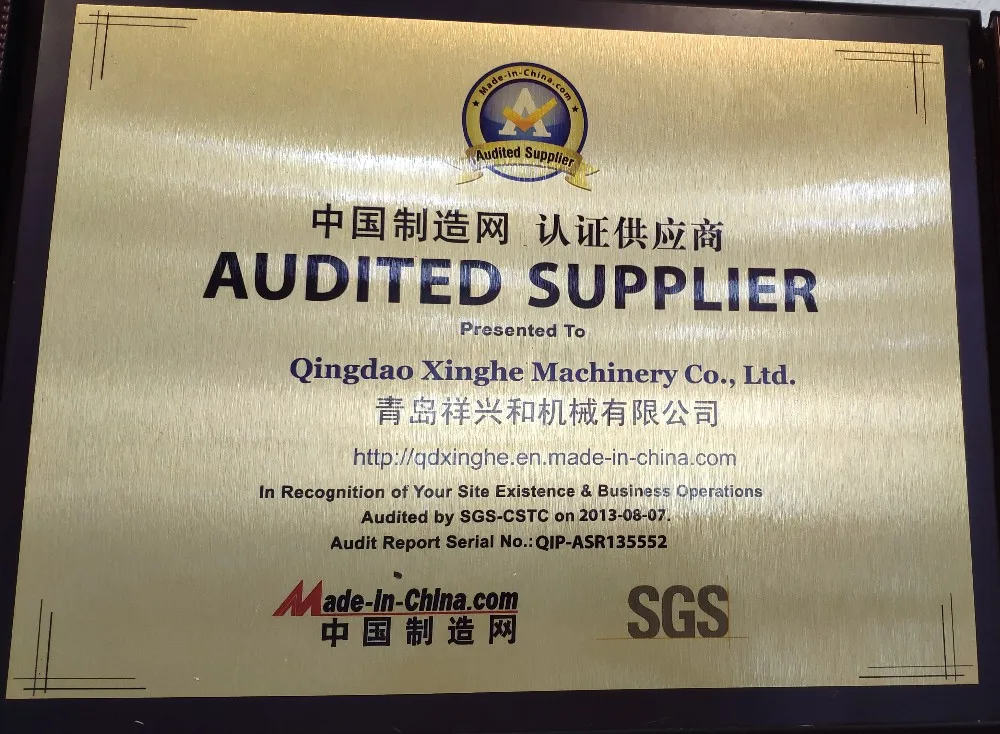 Made-in-China.com
A
Audited Supplier
中国制造网 认证供应商
AUDITED SUPPLIER
Presented To
Qingdao Xinghe Machinery Co., Ltd.
青岛祥兴和机械有限公司
http://qdxinghe.en.made-in-china.com
In Recognition of Your Site Existence & Business Operations
Audited by SGS-CSTC on 2013-08-07.
Audit Report Serial No.: QIP-ASR135552
Made-in-China.com
中国制造网
SGS